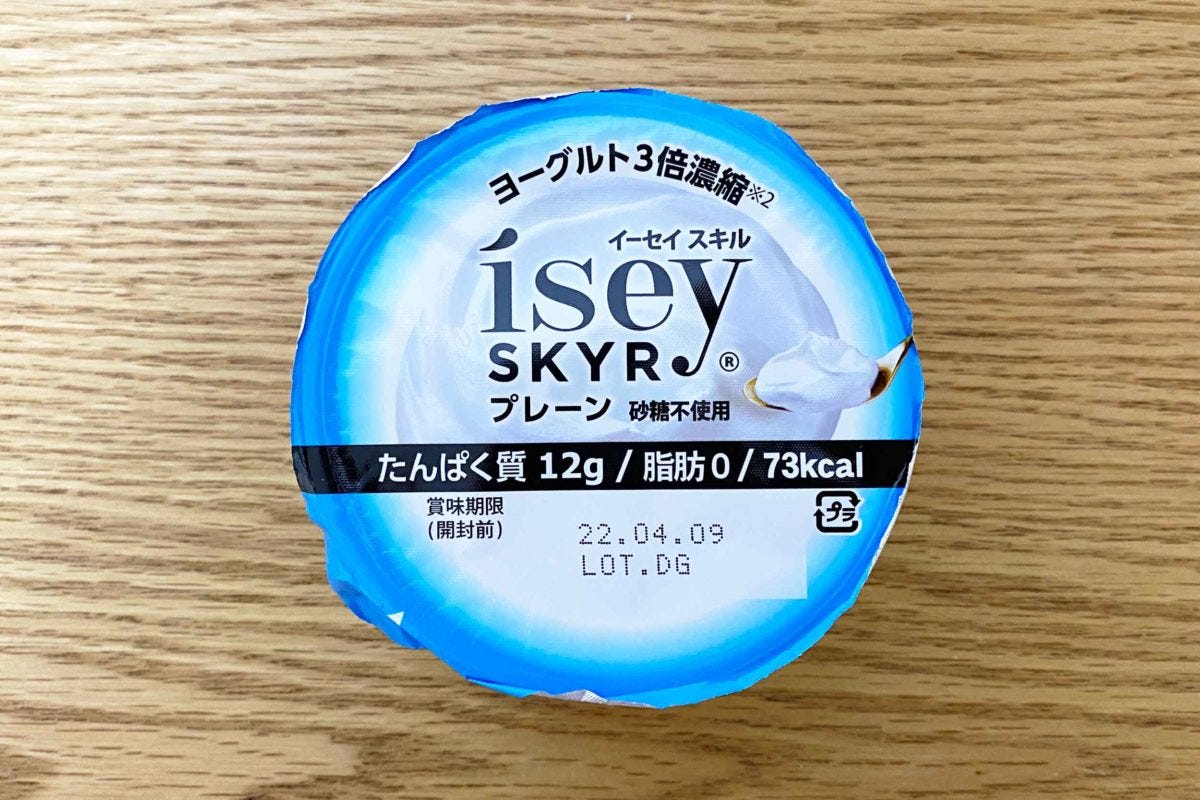 ヨーグルト3倍濃縮※2
イーセイ スキル
ísey
SKYR®
プレーン 砂糖不使用
たんぱく質 12g / 脂肪0 / 73kcal
賞味期限
(開封前)
22.04.09
LOT.DG
プラ